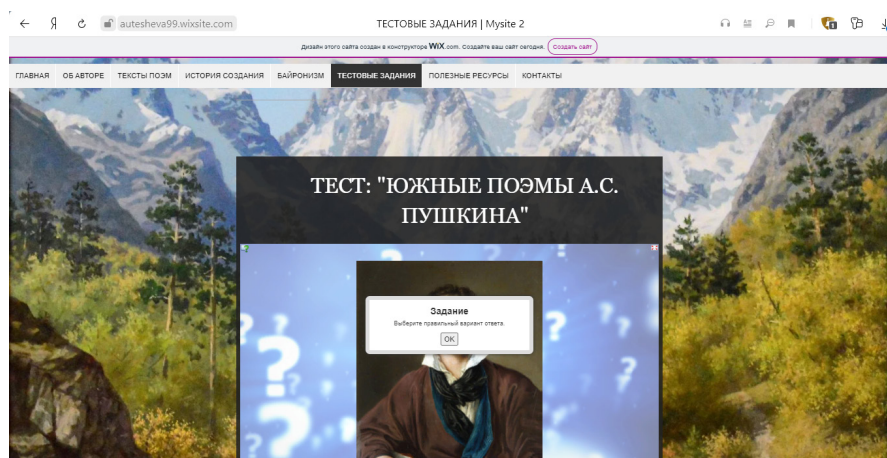 autesheva99.wixsite.com
ТЕСТОВЫЕ ЗАДАНИЯ | Mysite 2
Дизайн этого сайта создан в конструкторе WiX.com. Создайте ваш сайт сегодня. Создать сайт
ГЛАВНАЯ ОБ АВТОРЕ ТЕКСТЫ ПОЭМ ИСТОРИЯ СОЗДАНИЯ БАЙРОНИЗМ ТЕСТОВЫЕ ЗАДАНИЯ ПОЛЕЗНЫЕ РЕСУРСЫ КОНТАКТЫ
ТЕСТ: "ЮЖНЫЕ ПОЭМЫ А.С.
ПУШКИНА"
Задание
Выберите правильный вариант ответа.
OK